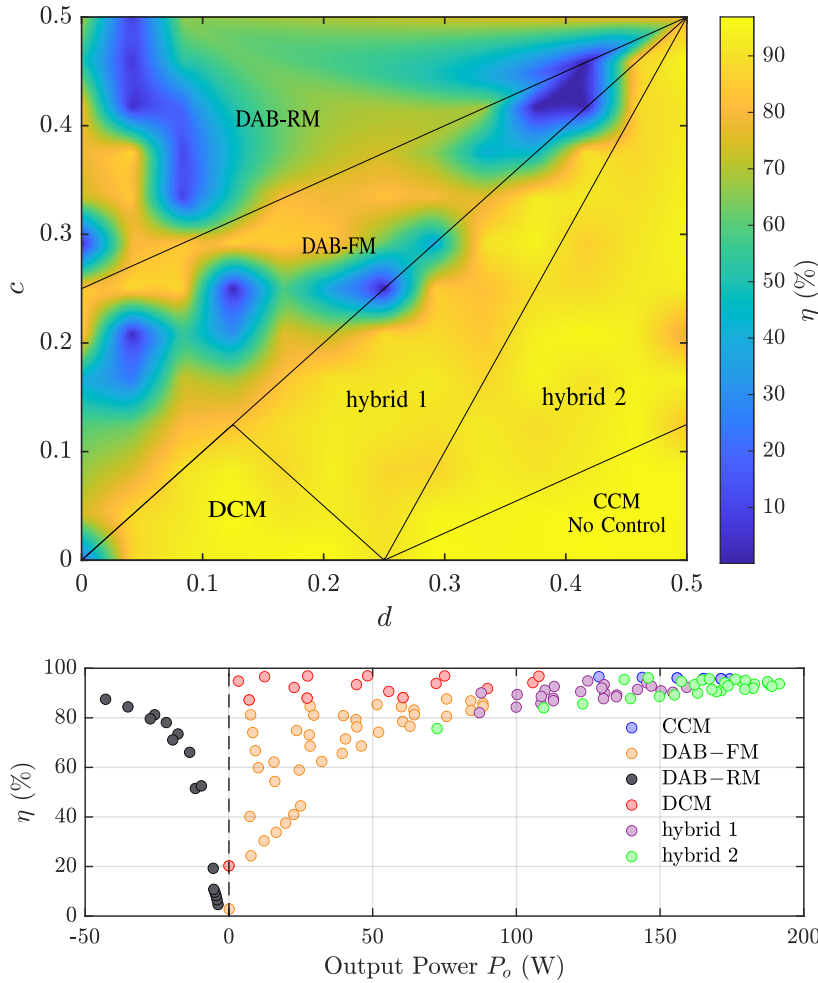 0.5
0.4
0.3
0.2
0.1
0
c
DAB-RM
DAB-FM
hybrid 1
hybrid 2
DCM
CCM
No Control
0
0.1
0.2
0.3
0.4
0.5
d
90
80
70
60
50
40
30
20
10
η (%)
100
80
60
40
20
0
η (%)
CCM
DAB−FM
DAB−RM
DCM
hybrid 1
hybrid 2
-50
0
50
100
150
200
Output Power Po (W)